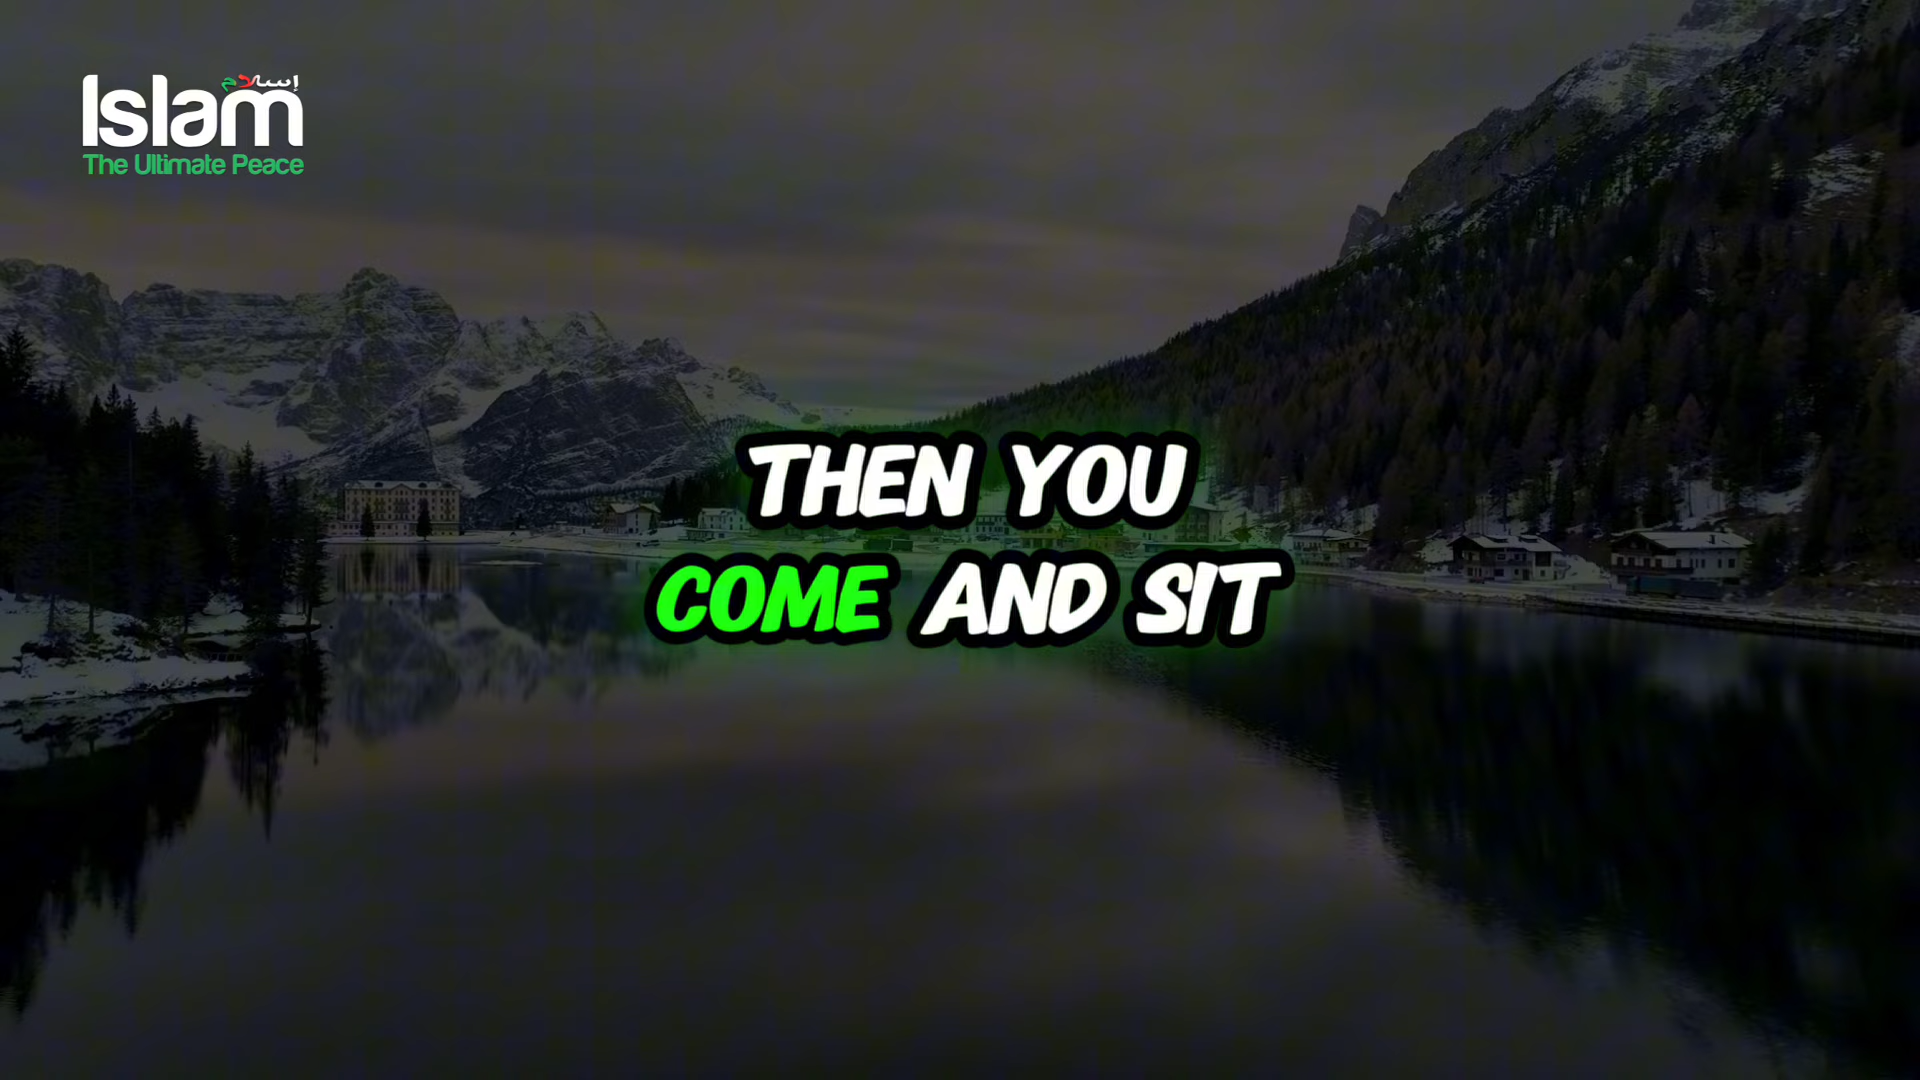 إسلام
Islam
The Ultimate Peace
THEN YOU
COME AND SIT